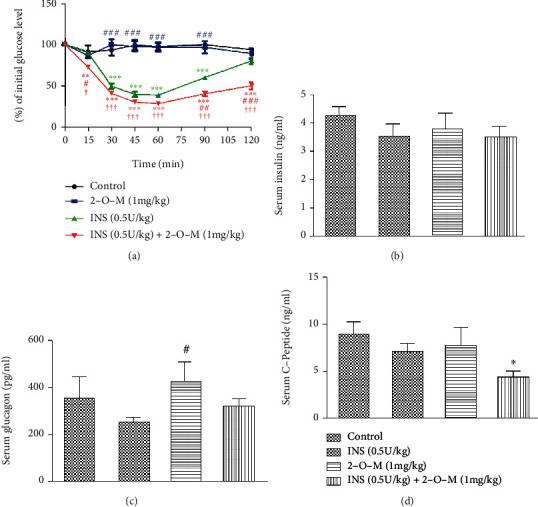 (%) of initial glucose level
150
100
50
0
### ### ### ###
** *** *** *** ***
# *** *** *** *** ***
† ††† ††† ††† ## ###
††† †††
0 15 30 45 60 75 90 105 120
Time (min)
Control
2-O-M (1mg/kg)
INS (0.5U/kg)
INS (0.5U/kg) + 2-O-M (1mg/kg)
(a)
Serum insulin (ng/ml)
5
4
3
2
1
0
(b)
Serum glucagon (pg/ml)
600
400
200
0
#
(c)
Serum C-Peptide (ng/ml)
15
10
5
0
*
Control
INS (0.5U/kg)
2-O-M (1mg/kg)
INS (0.5U/kg) + 2-O-M (1mg/kg)
(d)